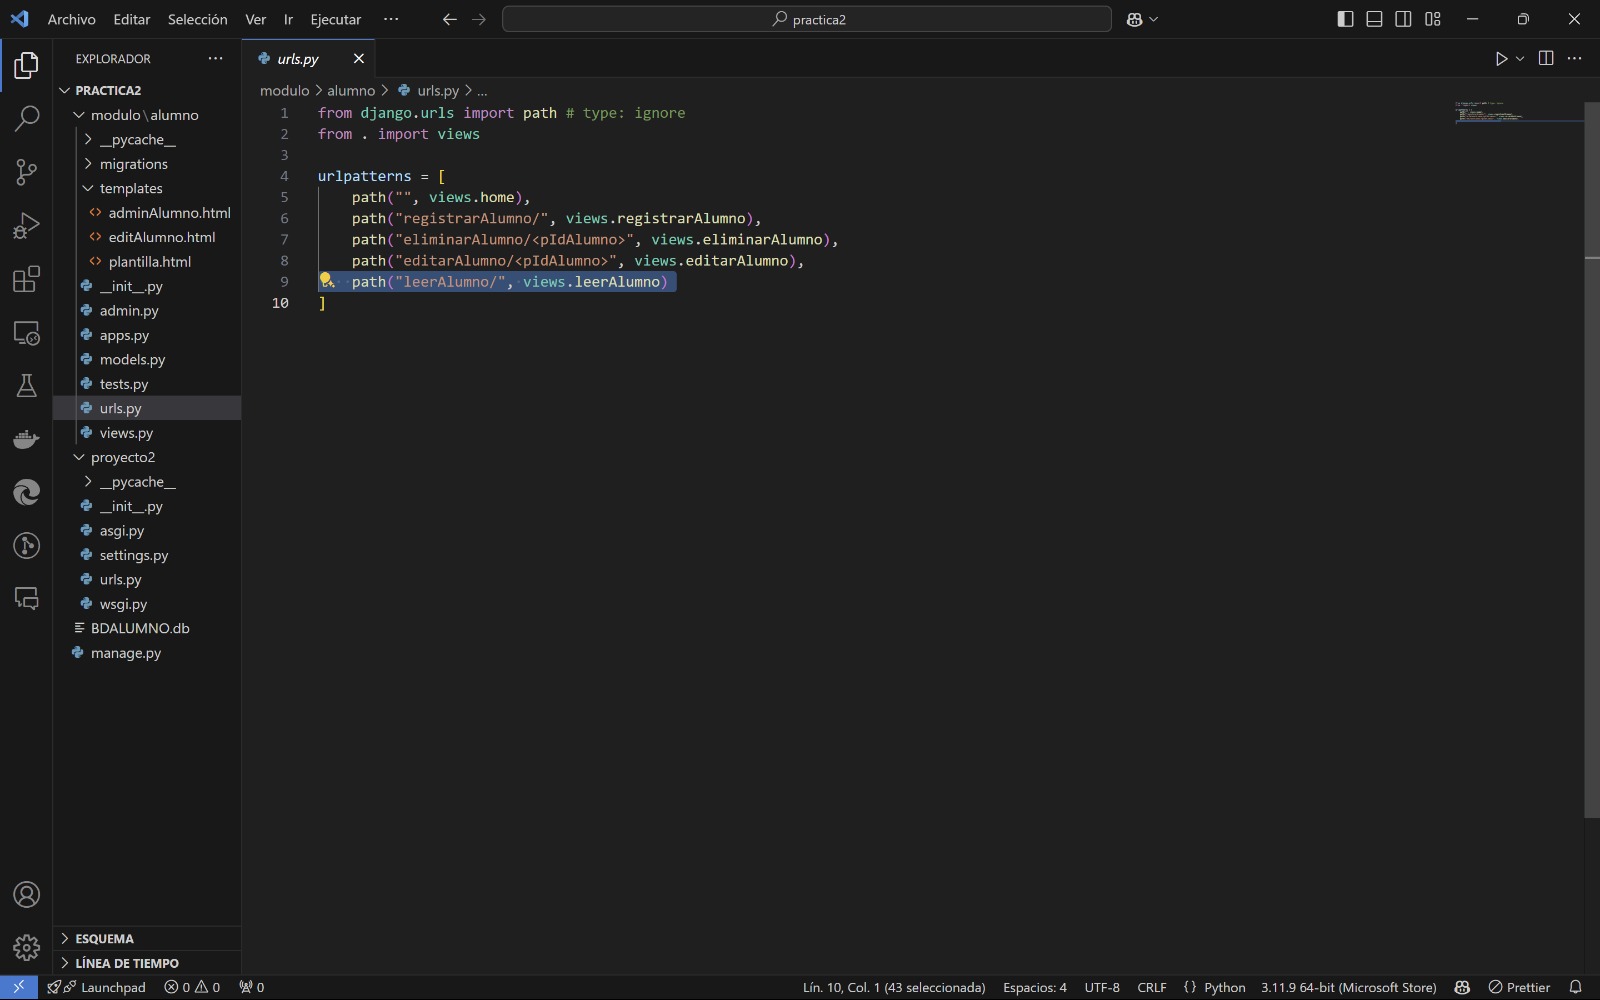 Archivo Editar Selección Ver Ir Ejecutar ··· practica2
EXPLORADOR ···
PRACTICA2
modulo\alumno
__pycache__
migrations
templates
adminAlumno.html
editAlumno.html
plantilla.html
__init__.py
admin.py
apps.py
models.py
tests.py
urls.py
views.py
proyecto2
__pycache__
__init__.py
asgi.py
settings.py
urls.py
wsgi.py
BDALUMNO.db
manage.py
ESQUEMA
LÍNEA DE TIEMPO
urls.py
modulo > alumno > urls.py > ...
1 from django.urls import path # type: ignore
2 from . import views
3
4 urlpatterns = [
5 path("", views.home),
6 path("registrarAlumno/", views.registrarAlumno),
7 path("eliminarAlumno/<pIdAlumno>", views.eliminarAlumno),
8 path("editarAlumno/<pIdAlumno>", views.editarAlumno),
9 path("leerAlumno/", views.leerAlumno)
10 ]
Launchpad 0 0 0 Lín. 10, Col. 1 (43 seleccionada) Espacios: 4 UTF-8 CRLF {} Python 3.11.9 64-bit (Microsoft Store) Prettier